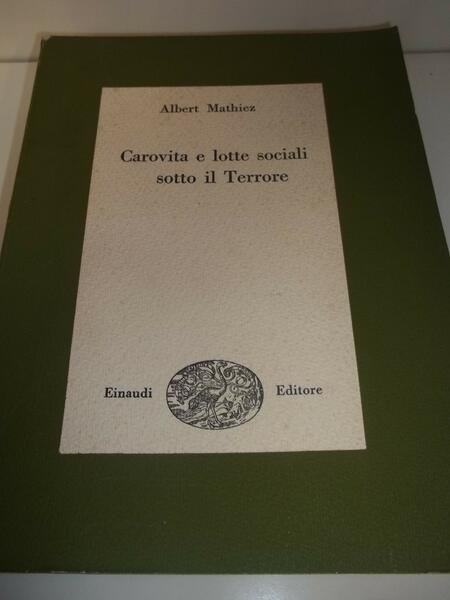 Albert Mathiez
Carovita e lotte sociali
sotto il Terrore
Einaudi Editore